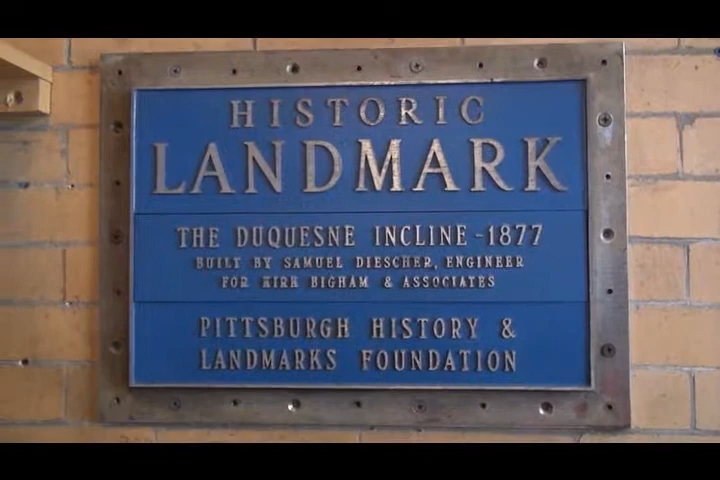 HISTORIC
LANDMARK
THE DUQUESNE INCLINE - 1877
BUILT BY SAMUEL DIESCHER, ENGINEER
FOR KIRK BIGHAM & ASSOCIATES
PITTSBURGH HISTORY &
LANDMARKS FOUNDATION